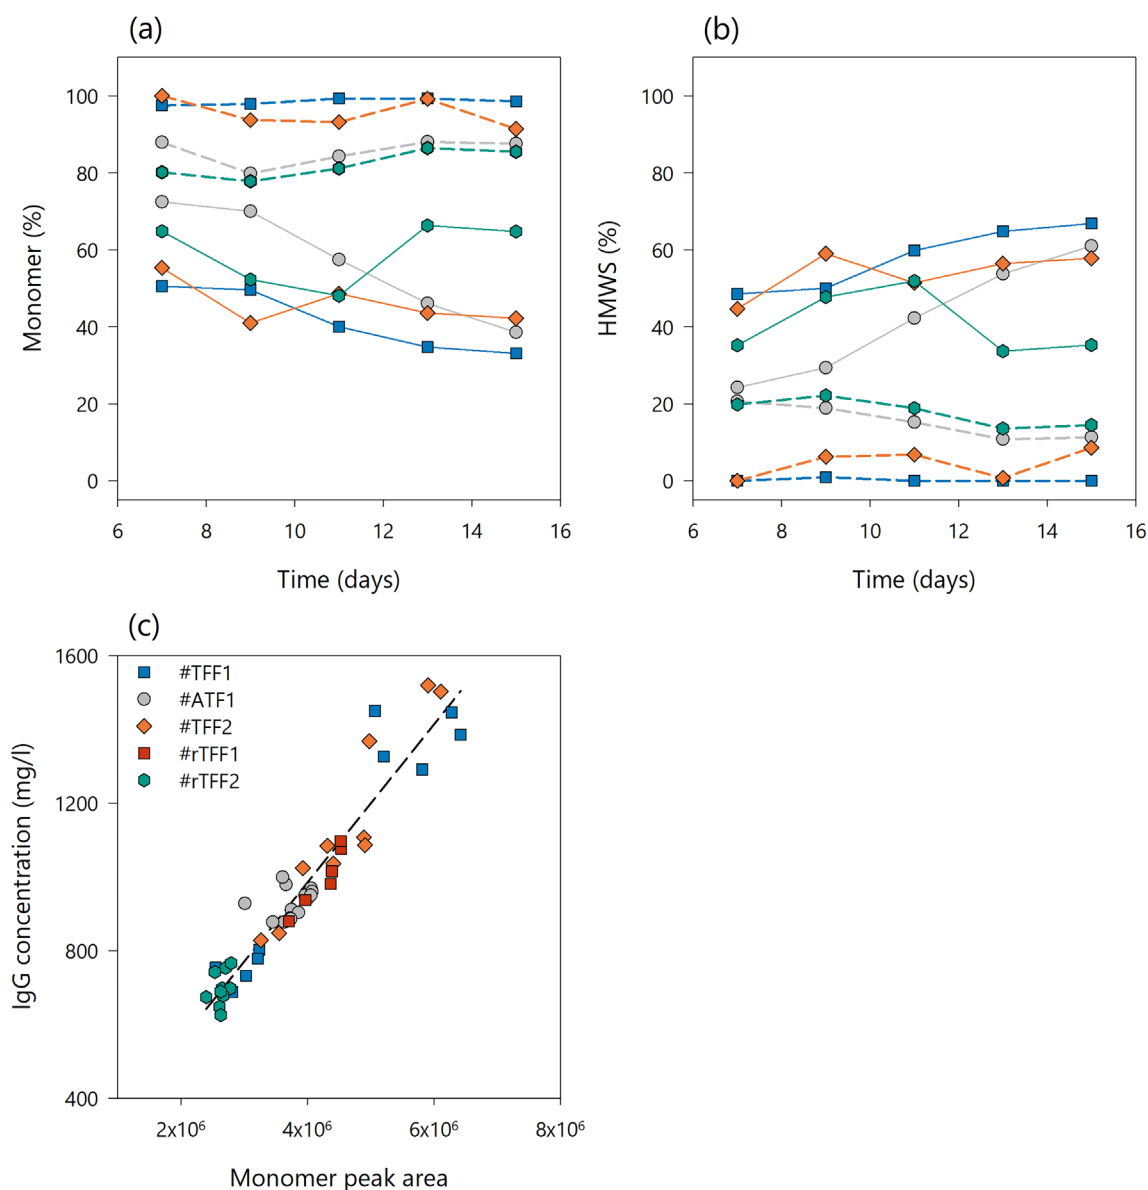 (a)
100
80
60
40
20
0
Monomer (%)
6 8 10 12 14 16
Time (days)
(b)
100
80
60
40
20
0
HMWS (%)
6 8 10 12 14 16
Time (days)
(c)
1600
1200
800
400
IgG concentration (mg/l)
#TFF1
#ATF1
#TFF2
#rTFF1
#rTFF2
2x10⁶ 4x10⁶ 6x10⁶ 8x10⁶
Monomer peak area